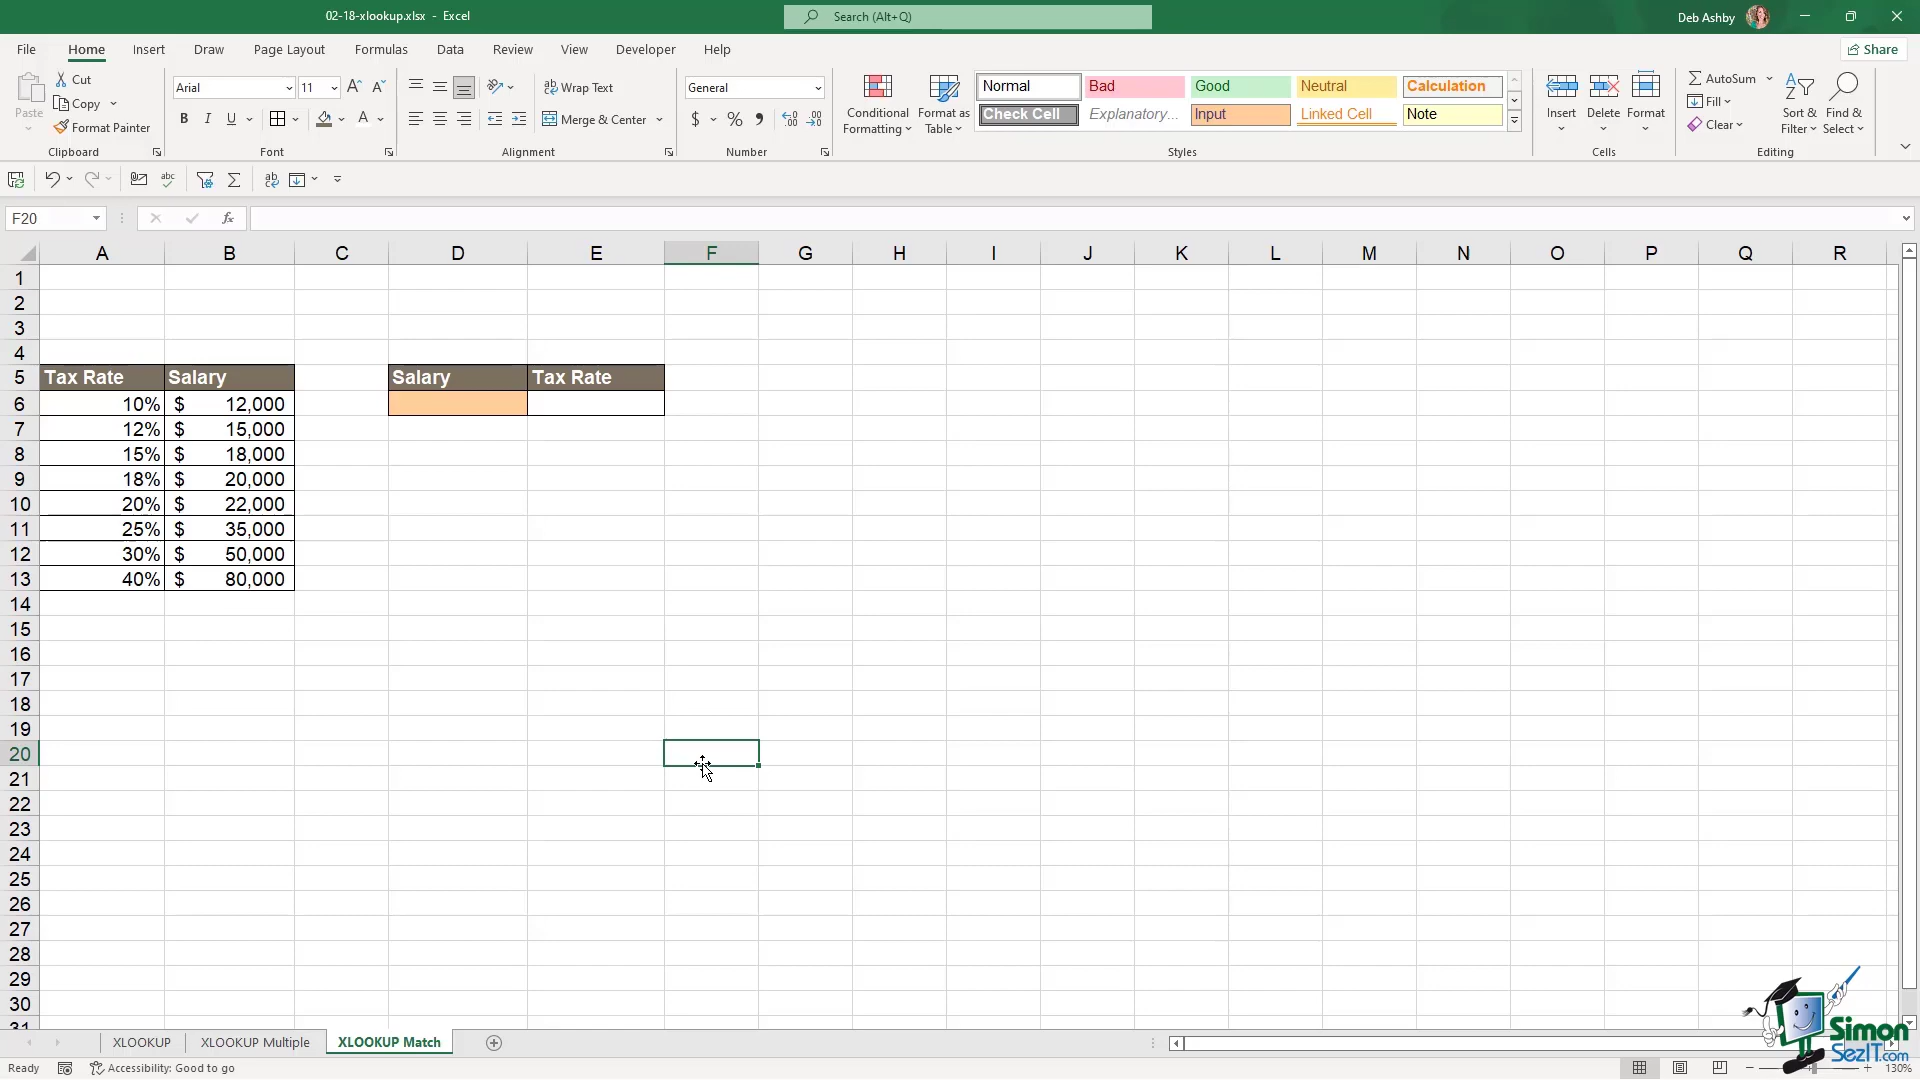 02-18-xlookup.xlsx - Excel
Search (Alt+Q)
Deb Ashby
File Home Insert Draw Page Layout Formulas Data Review View Developer Help
Share
Paste
Cut
Copy
Format Painter
Clipboard
Arial 11
B I U
Font
Wrap Text
Merge & Center
Alignment
General
$ % 9
Number
Conditional Formatting
Format as Table
Normal Bad Good Neutral Calculation
Check Cell Explanatory... Input Linked Cell Note
Styles
Insert Delete Format
Cells
AutoSum
Fill
Clear
Sort & Filter
Find & Select
Editing
F20
fx
A B C D E F G H I J K L M N O P Q R
1
2
3
4
5 Tax Rate Salary Salary Tax Rate
6 10% $ 12,000
7 12% $ 15,000
8 15% $ 18,000
9 18% $ 20,000
10 20% $ 22,000
11 25% $ 35,000
12 30% $ 50,000
13 40% $ 80,000
14
15
16
17
18
19
20
21
22
23
24
25
26
27
28
29
30
31
XLOOKUP XLOOKUP Multiple XLOOKUP Match
Ready
Accessibility: Good to go
130%
Simon
SezIT.com